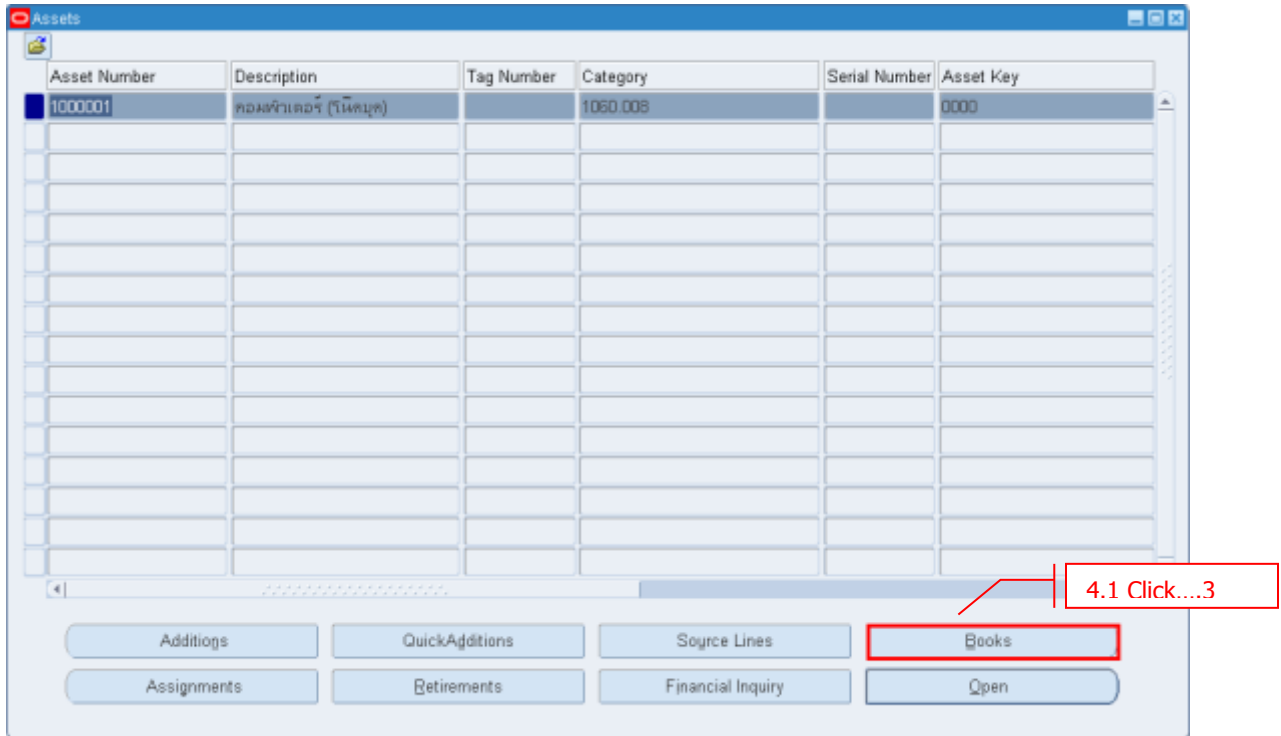 Assets
Asset Number Description Tag Number Category Serial Number Asset Key
1000001 คอมพิวเตอร์ (โน๊ตบุค) 1060.008 0000
4.1 Click....3
Additions QuickAdditions Source Lines Books
Assignments Retirements Financial Inquiry Open